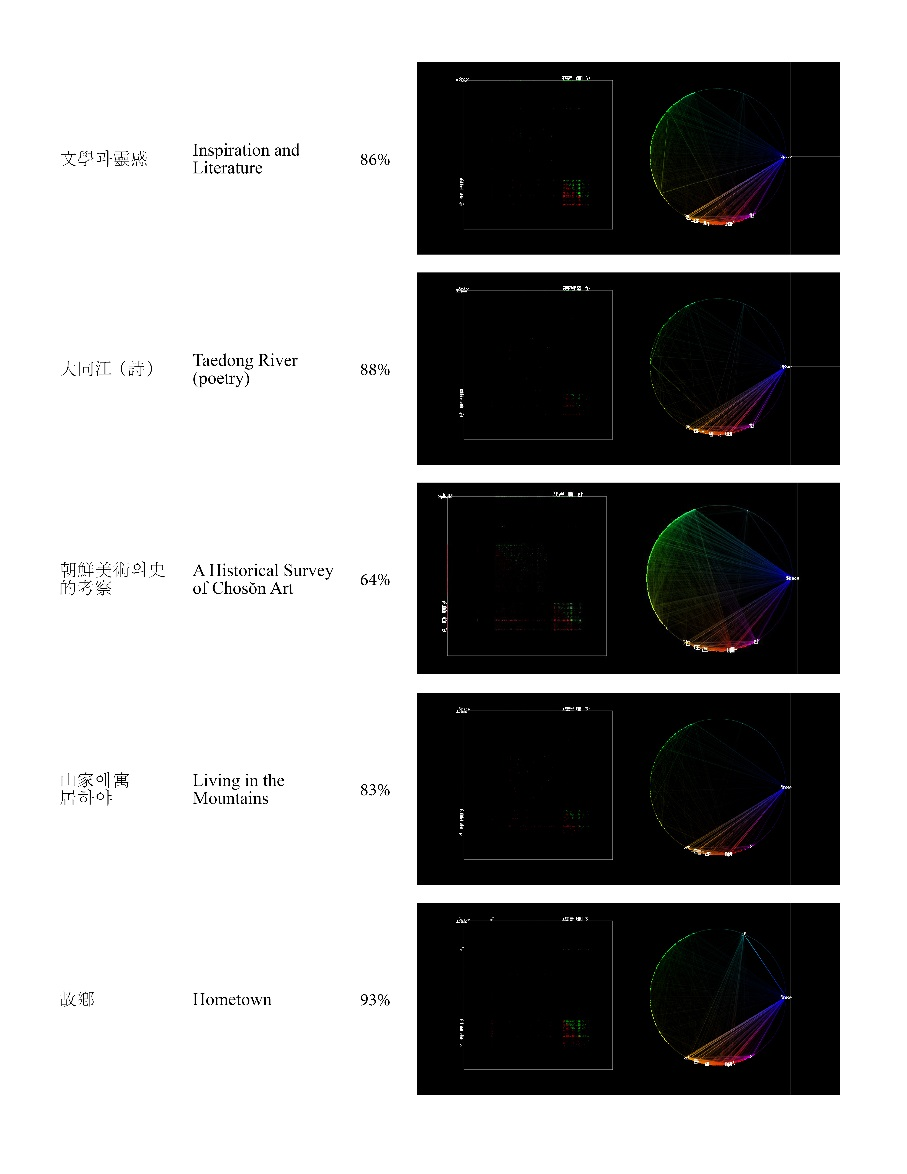 文學과靈感
Inspiration and
Literature
86%
大同江（詩）
Taedong River
(poetry)
88%
Space
朝鮮美術의史
的考察
A Historical Survey
of Chosŏn Art
64%
山家에寓
居하야
Living in the
Mountains
83%
故鄕
Hometown
93%